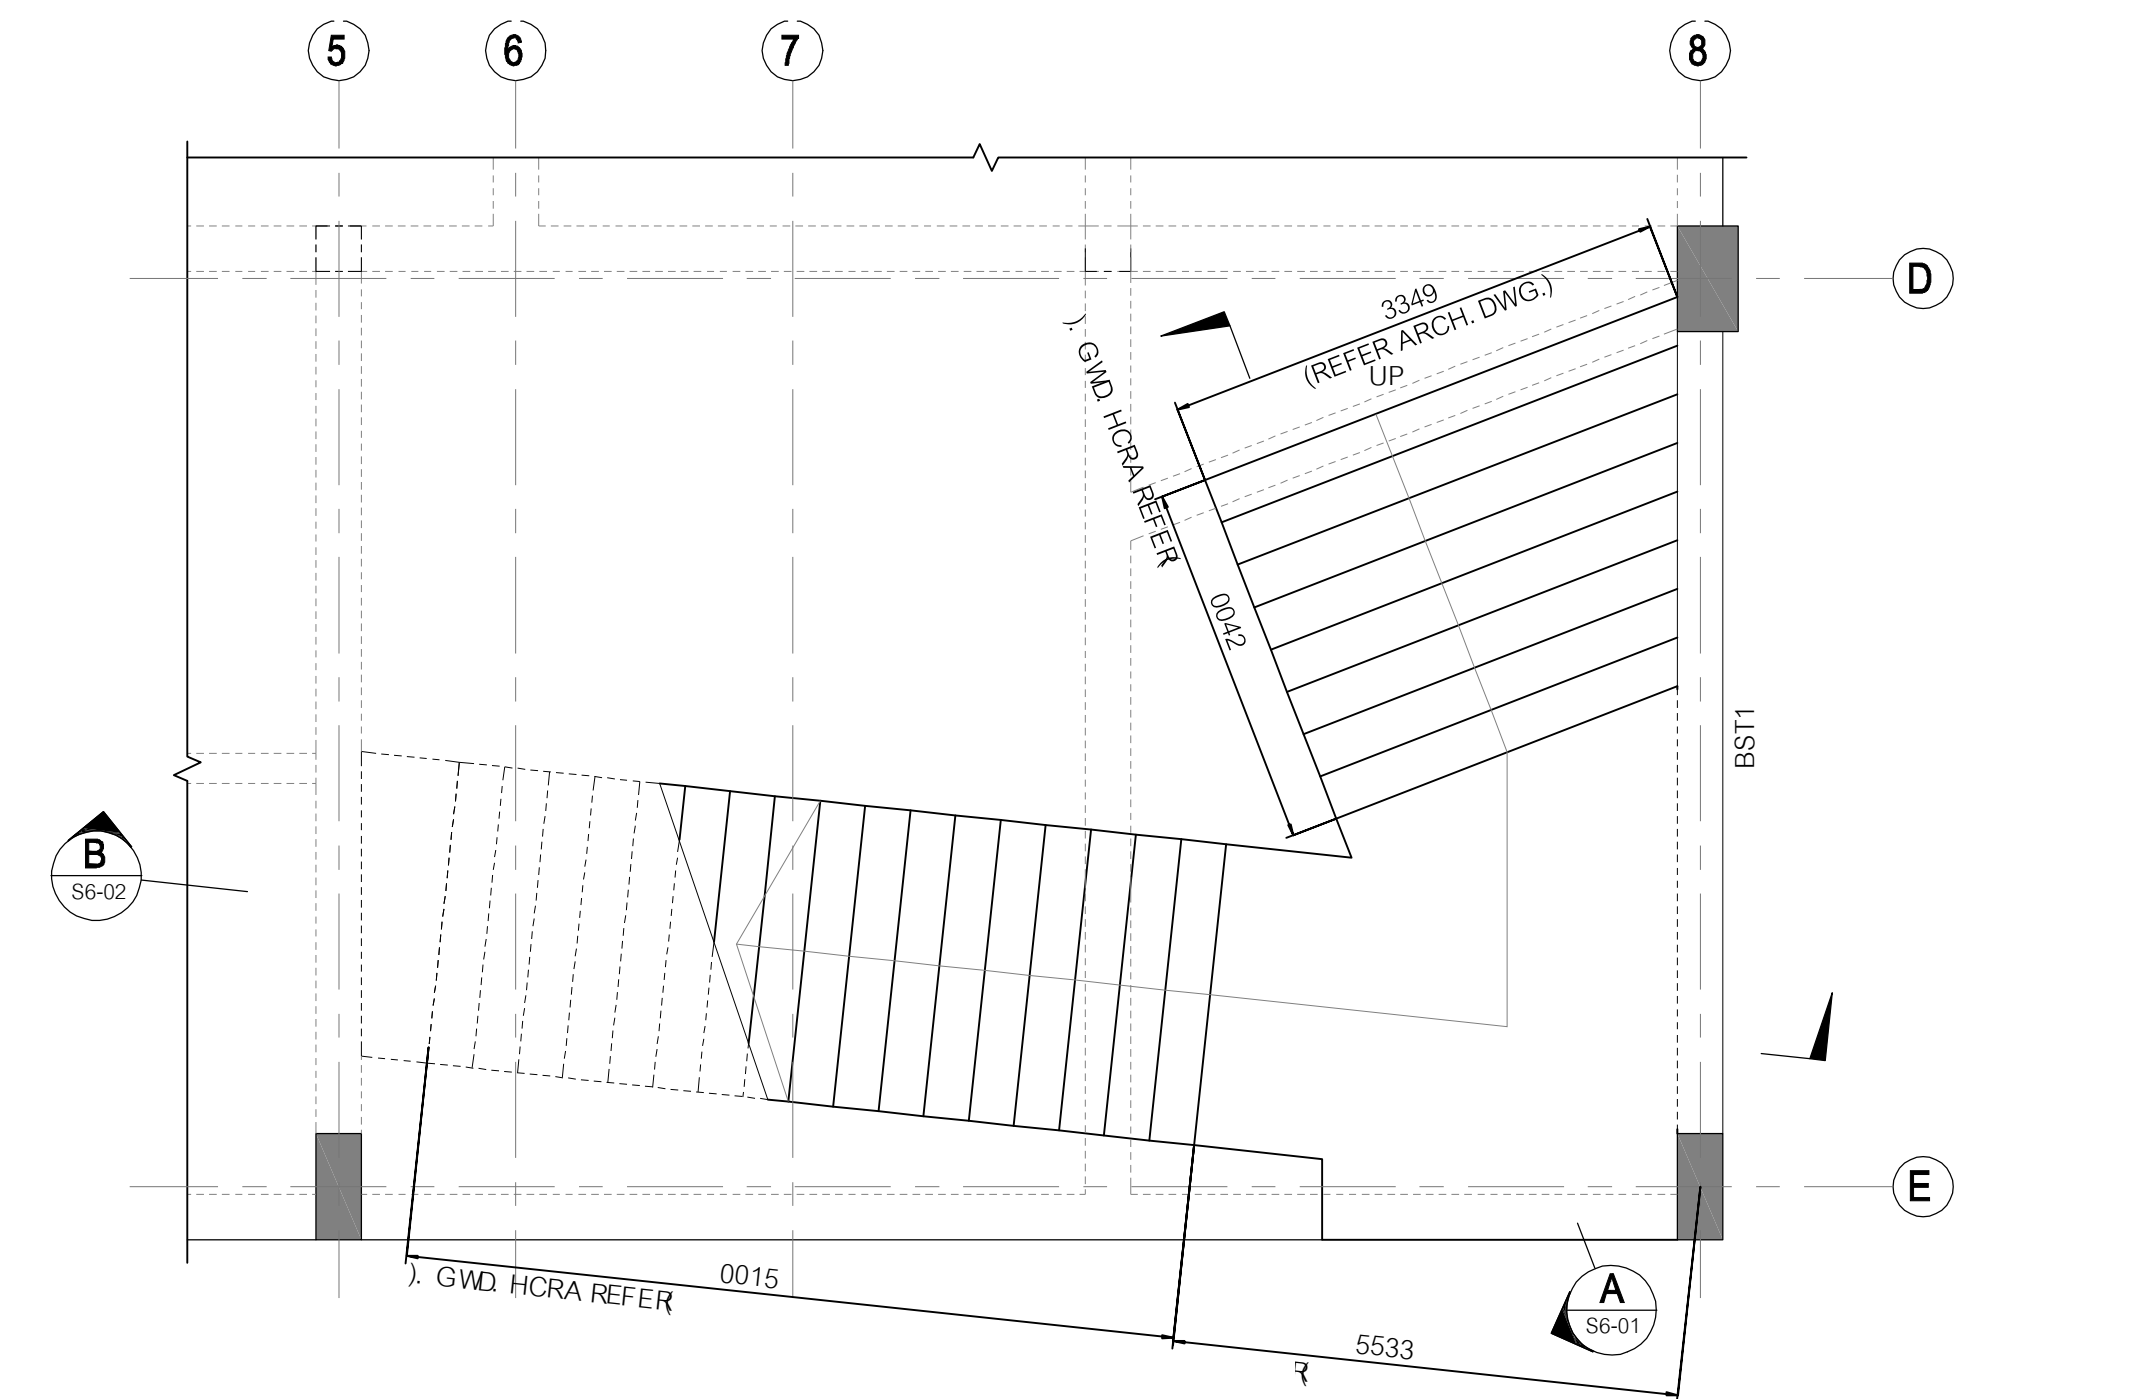 5
6
7
8
D
3349
(REFER ARCH. DWG.)
UP
). GWD. HCRA REFER(
0042
BST1
B
S6-02
E
0015
). GWD. HCRA REFER(
A
S6-01
5533
R(